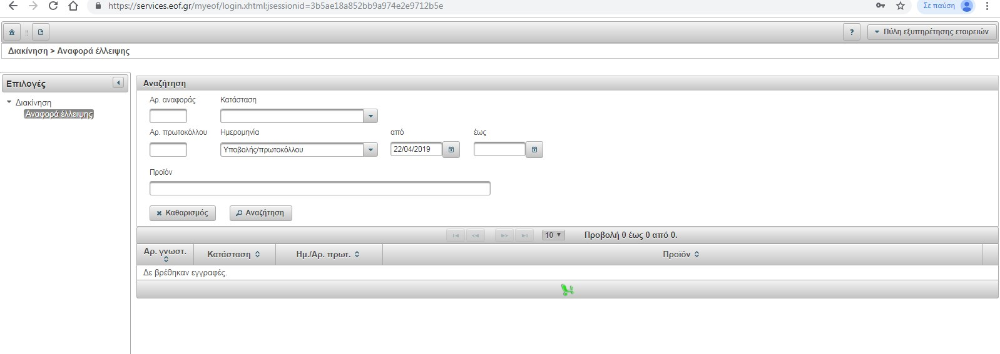 https://services.eof.gr/myeof/login.xhtml;jsessionid=3b5ae18a852bb9a974e2e9712b5e
Σε παύση
? Πύλη εξυπηρέτησης εταιρειών
Διακίνηση > Αναφορά έλλειψης
Επιλογές
Διακίνηση
Αναφορά έλλειψης
Αναζήτηση
Αρ. αναφοράς Κατάσταση
Αρ. πρωτοκόλλου Ημερομηνία από έως
Υποβολής/πρωτοκόλλου 22/04/2019
Προϊόν
Καθαρισμός Αναζήτηση
10 Προβολή 0 έως 0 από 0.
Αρ. γνωστ. Κατάσταση Ημ./Αρ. πρωτ. Προϊόν
Δε βρέθηκαν εγγραφές.